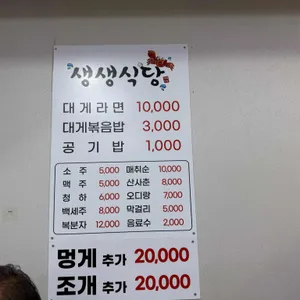 생생식당
대게라면 10,000
대게볶음밥 3,000
공기밥 1,000
소주 5,000 매취순 10,000
맥주 5,000 산사춘 8,000
청하 6,000 오디랑 7,000
백세주 8,000 막걸리 5,000
복분자 12,000 음료수 2,000
멍게 추가 20,000
조개 추가 20,000